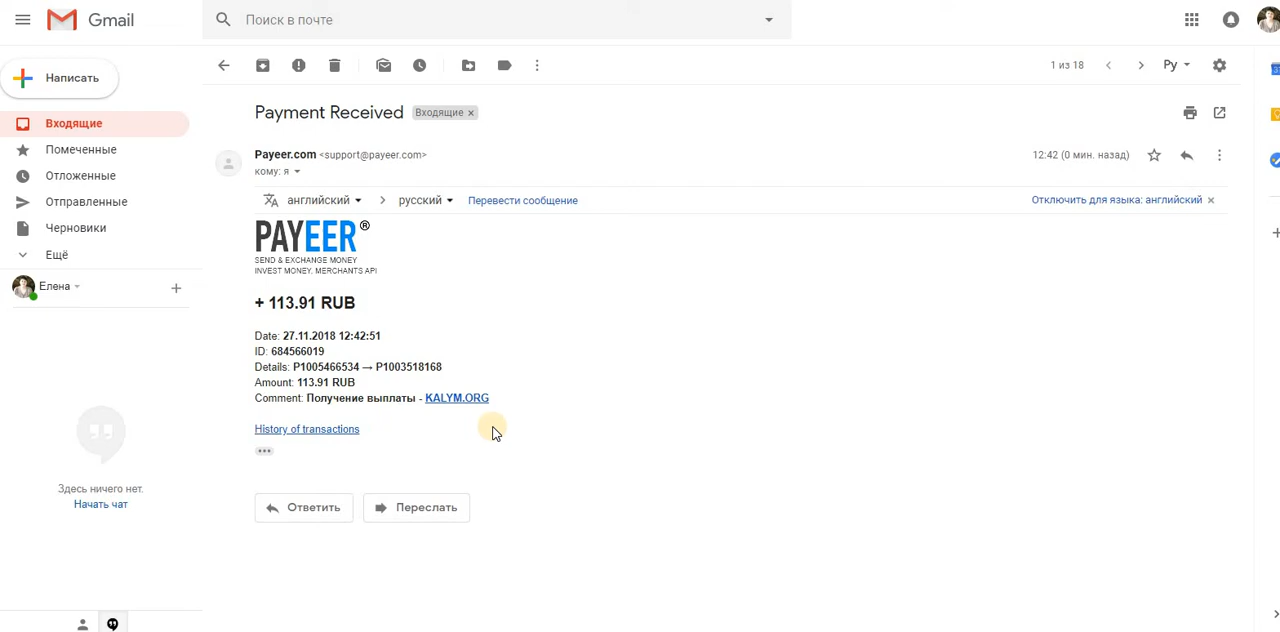 Gmail
Поиск в почте
Написать
1 из 18
Ру
Входящие
Помеченные
Отложенные
Отправленные
Черновики
Ещё
Елена
Здесь ничего нет.
Начать чат
Payment Received
Входящие ×
Payeer.com <support@payeer.com>
12:42 (0 мин. назад)
кому: я
английский
русский
Перевести сообщение
Отключить для языка: английский ×
PAYEER®
SEND & EXCHANGE MONEY
INVEST MONEY, MERCHANTS API
+ 113.91 RUB
Date: 27.11.2018 12:42:51
ID: 684566019
Details: P1005466534 → P1003518168
Amount: 113.91 RUB
Comment: Получение выплаты - KALYM.ORG
History of transactions
Ответить
Переслать